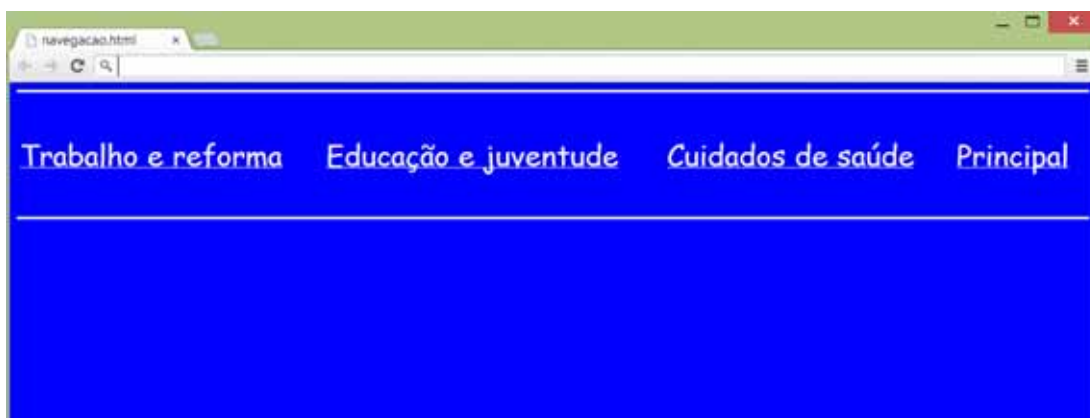 navegacao.html
Trabalho e reforma Educação e juventude Cuidados de saúde Principal